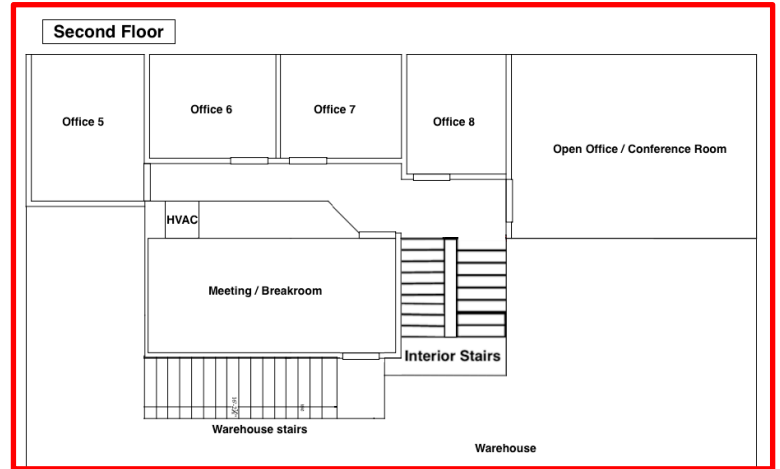 Second Floor
Office 5
Office 6
Office 7
Office 8
Open Office / Conference Room
HVAC
Meeting / Breakroom
Interior Stairs
Warehouse stairs
Warehouse